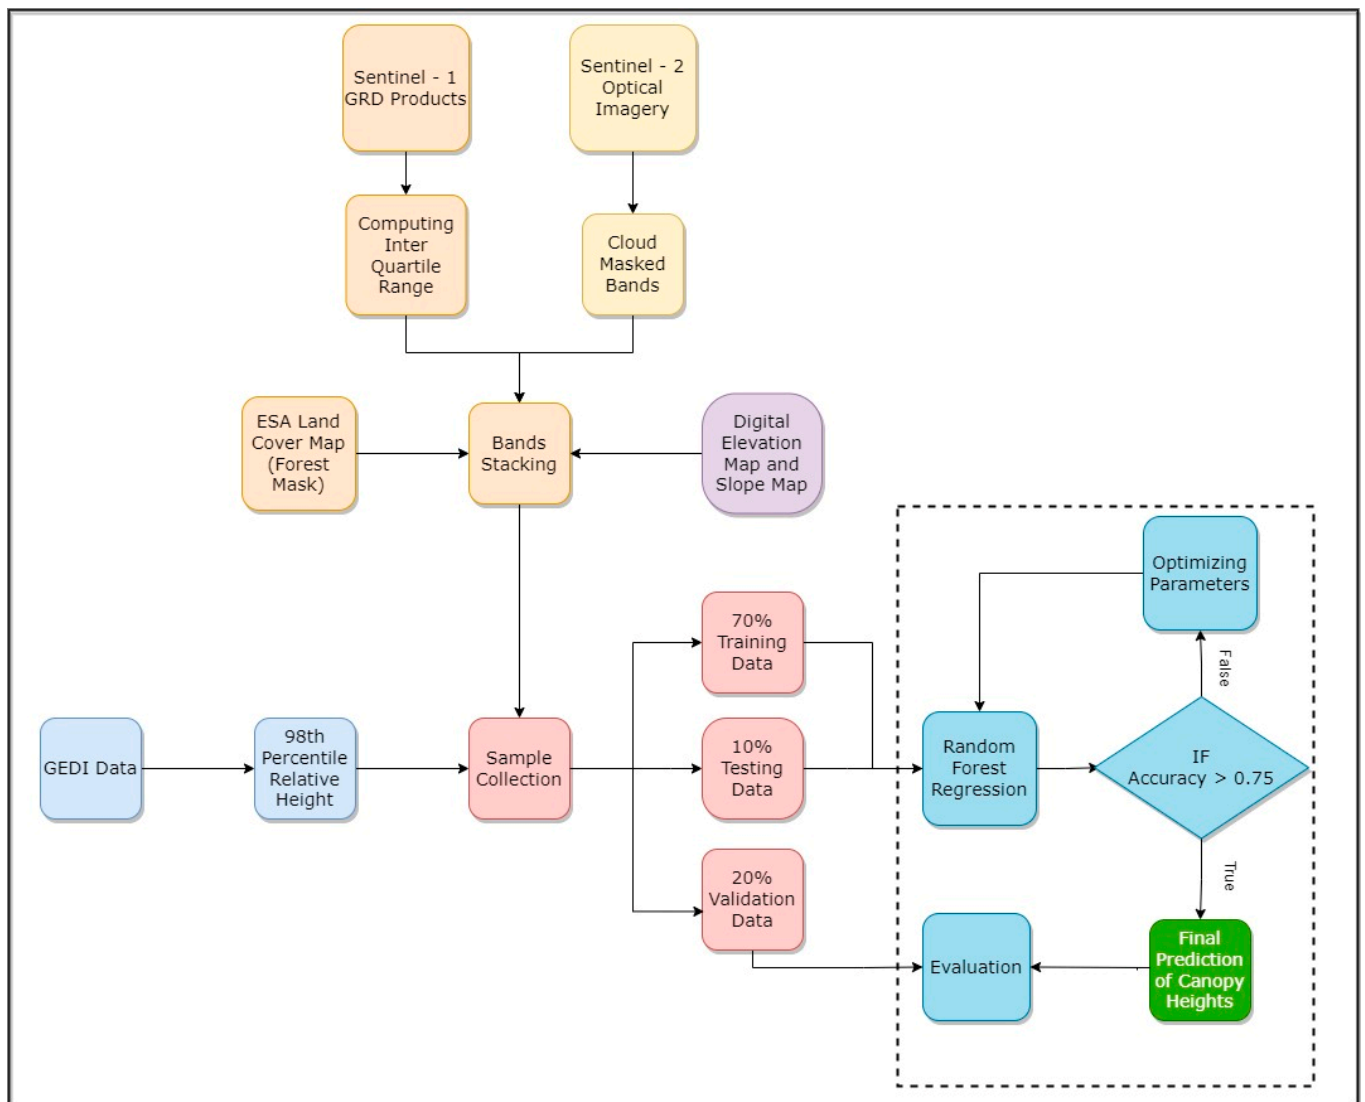 Sentinel - 1
GRD Products
Sentinel - 2
Optical
Imagery
Computing
Inter
Quartile
Range
Cloud
Masked
Bands
ESA Land
Cover Map
(Forest
Mask)
Bands
Stacking
Digital
Elevation
Map and
Slope Map
Optimizing
Parameters
False
70%
Training
Data
GEDI Data
98th
Percentile
Relative
Height
Sample
Collection
10%
Testing
Data
Random
Forest
Regression
IF
Accuracy > 0.75
True
20%
Validation
Data
Evaluation
Final
Prediction
of Canopy
Heights